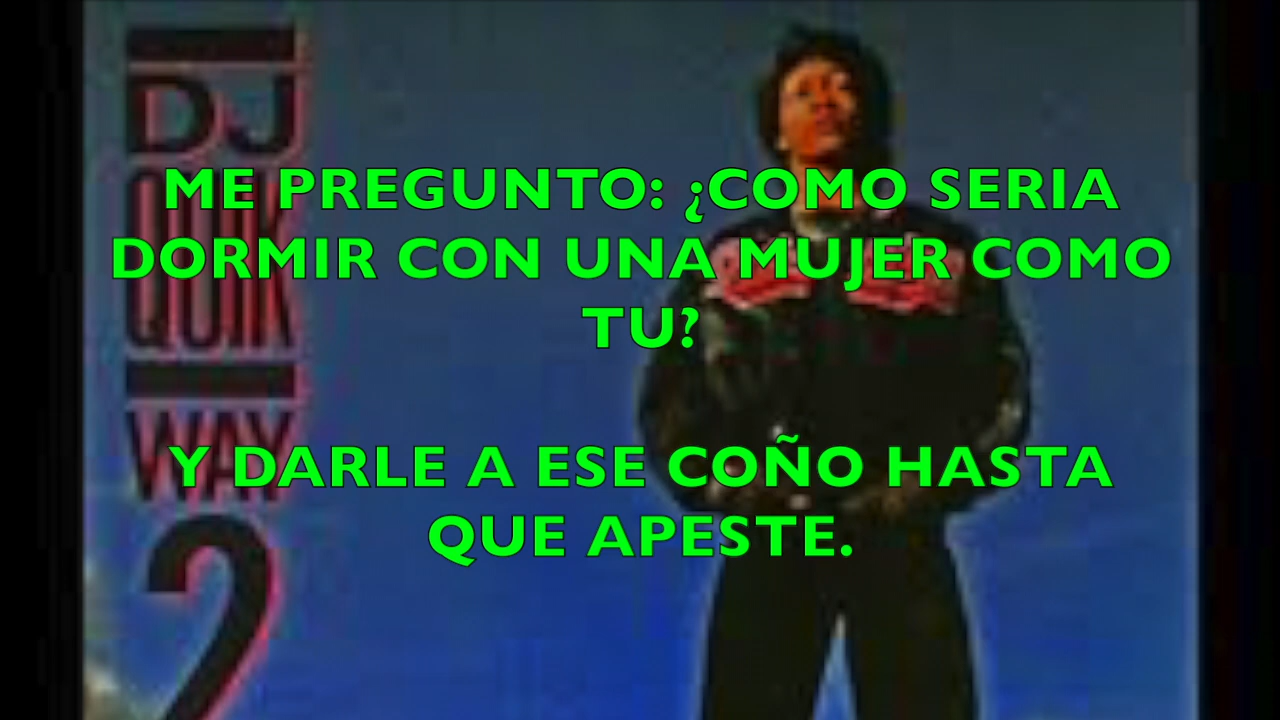 DJ
QUIK
WAY
2
ME PREGUNTO: ¿COMO SERIA
DORMIR CON UNA MUJER COMO
TU?
Y DARLE A ESE COÑO HASTA
QUE APESTE.